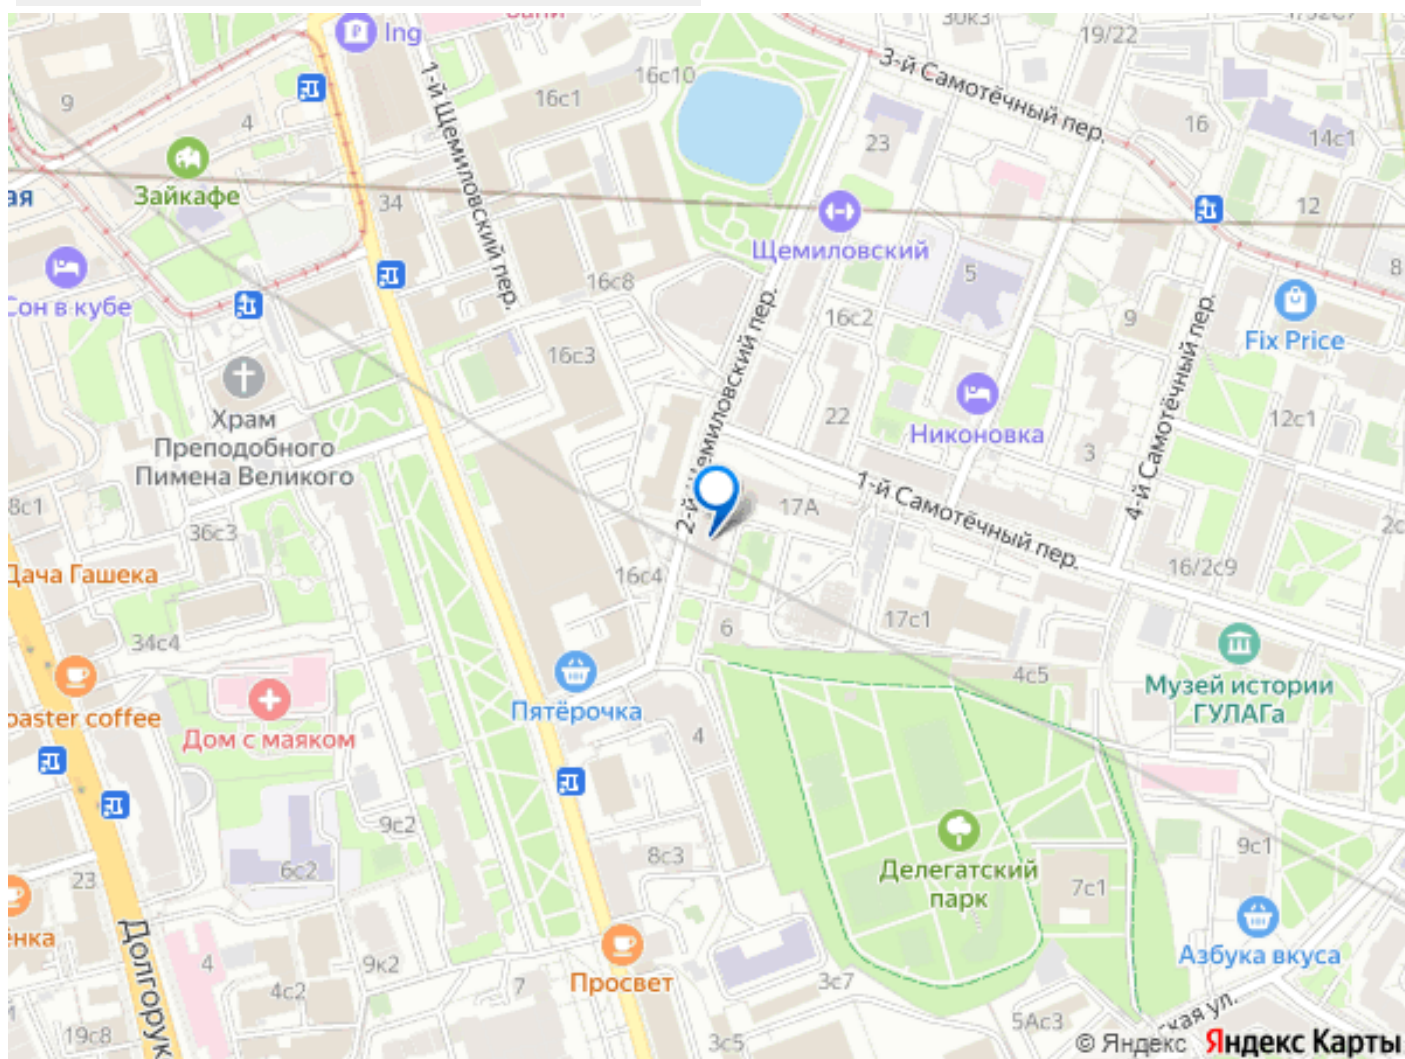 Ing
30к3
19/22
3-й Самотёчный пер.
16с10
16с1
1-й Щемиловский пер.
9
4
23
16
14с1
Зайкафе
ая
34
12
Щемиловский
5
8
Сон в кубе
16с8
16с2
9
Fix Price
16с3
2-й Щемиловский пер.
4-й Самотёчный пер.
Храм
Преподобного
Пимена Великого
22
Никоновка
12с1
3
8с1
17А
1-й Самотёчный пер.
36с3
Дача Гашека
16с4
16/2с9
17с1
6
34с4
4с5
Музей истории
ГУЛАГа
Пятёрочка
Дом с маяком
4
9с2
8с3
9с1
6с2
Делегатский
парк
7с1
23
Долгорук
4
9к2
Просвет
Азбука вкуса
4с2
7
3с7
5Ас3
19с8
3с5
© Яндекс Яндекс Карты